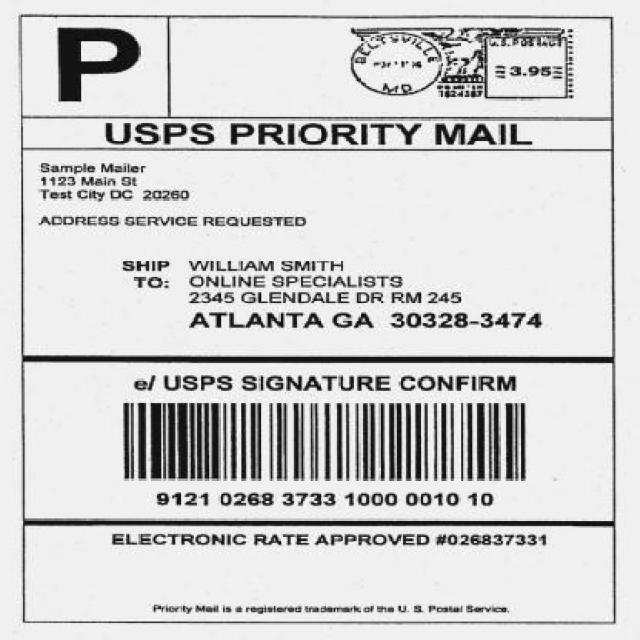 P
BELTSVILLE
MD
U.S. POSTAGE
3.95
USPS PRIORITY MAIL
Sample Mailer
1123 Main St
Test City DC 20260
ADDRESS SERVICE REQUESTED
SHIP TO: WILLIAM SMITH
ONLINE SPECIALISTS
2345 GLENDALE DR RM 245
ATLANTA GA 30328-3474
e/ USPS SIGNATURE CONFIRM
9121 0268 3733 1000 0010 10
ELECTRONIC RATE APPROVED #026837331
Priority Mail is a registered trademark of the U. S. Postal Service.